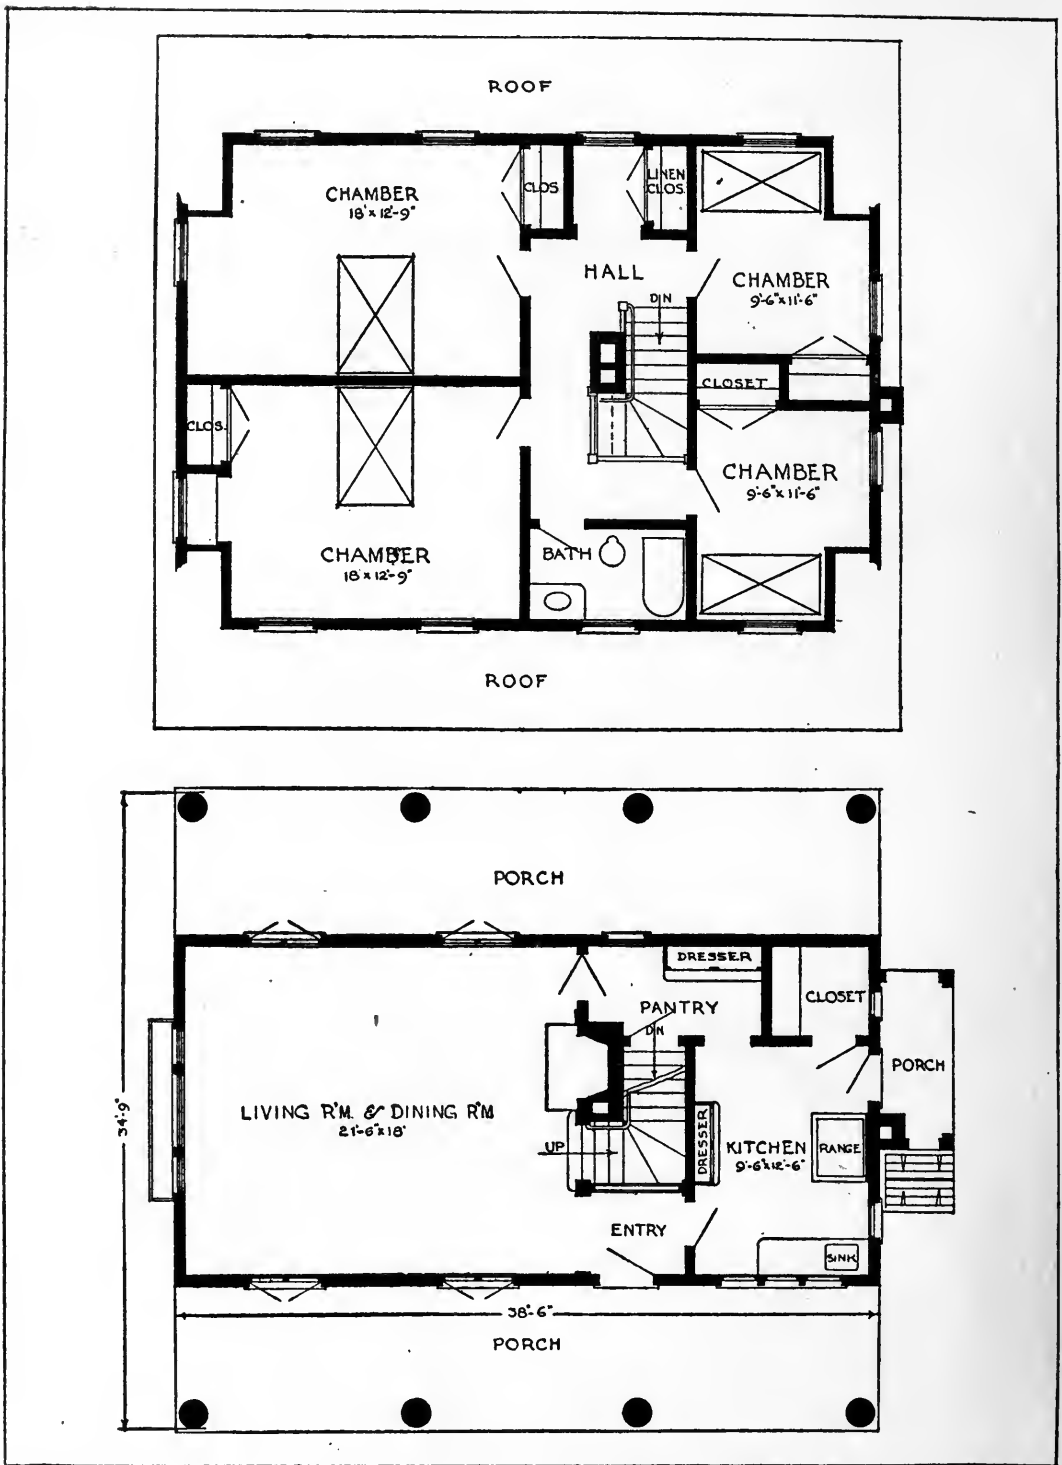 ROOF
CHAMBER
18' x 12'-9"
CLOS.
LINEN
CLOS.
HALL
DN
CHAMBER
9'-6" x 11'-6"
CLOSET
CLOS.
CHAMBER
9'-6" x 11'-6"
CHAMBER
18' x 12'-9"
BATH
ROOF
PORCH
DRESSER
PANTRY
CLOSET
DN
PORCH
34'-9"
LIVING R'M. & DINING R'M
21'-6" x 18'
UP
DRESSER
KITCHEN
9'-6" x 12'-6"
RANGE
ENTRY
SINK
38'-6"
PORCH